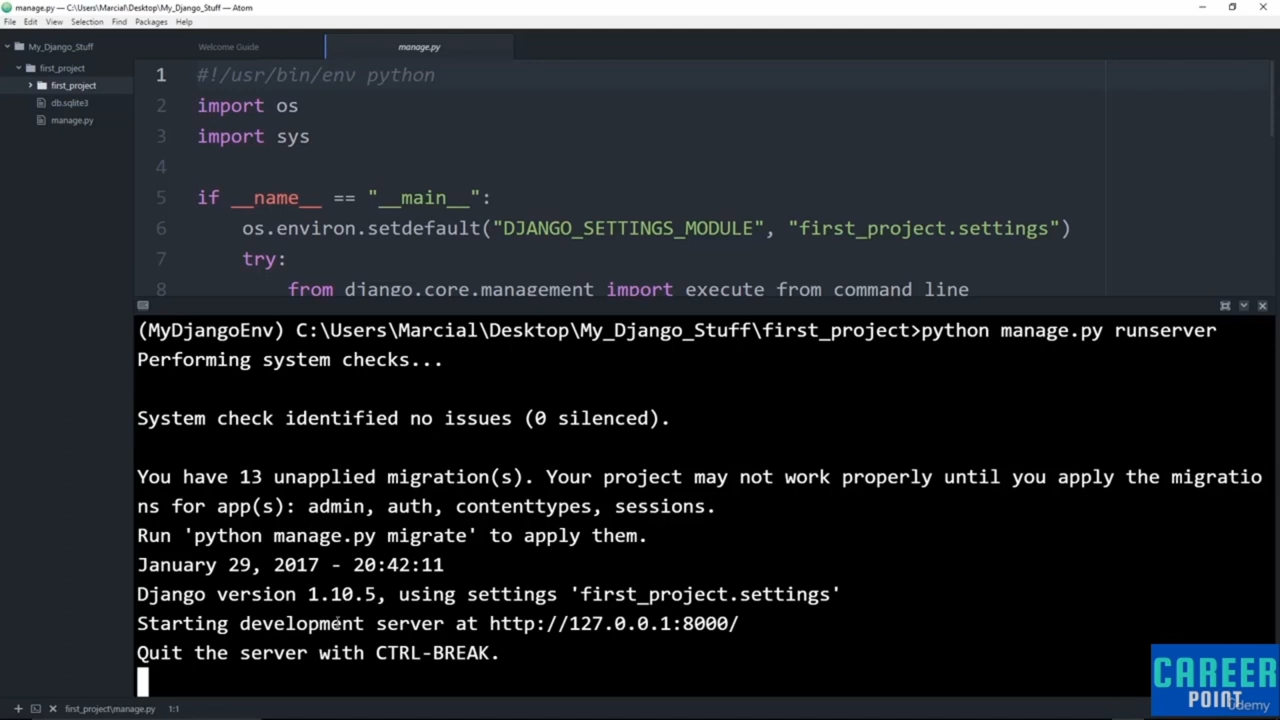 manage.py — C:\Users\Marcial\Desktop\My_Django_Stuff — Atom
File Edit View Selection Find Packages Help
My_Django_Stuff
first_project
first_project
db.sqlite3
manage.py
Welcome Guide
manage.py
1 #!/usr/bin/env python
2 import os
3 import sys
4
5 if __name__ == "__main__":
6 os.environ.setdefault("DJANGO_SETTINGS_MODULE", "first_project.settings")
7 try:
8 from django.core.management import execute_from_command_line
(MyDjangoEnv) C:\Users\Marcial\Desktop\My_Django_Stuff\first_project>python manage.py runserver
Performing system checks...
System check identified no issues (0 silenced).
You have 13 unapplied migration(s). Your project may not work properly until you apply the migratio
ns for app(s): admin, auth, contenttypes, sessions.
Run 'python manage.py migrate' to apply them.
January 29, 2017 - 20:42:11
Django version 1.10.5, using settings 'first_project.settings'
Starting development server at http://127.0.0.1:8000/
Quit the server with CTRL-BREAK.
first_project\manage.py 1:1
CAREER
POINT
Udemy